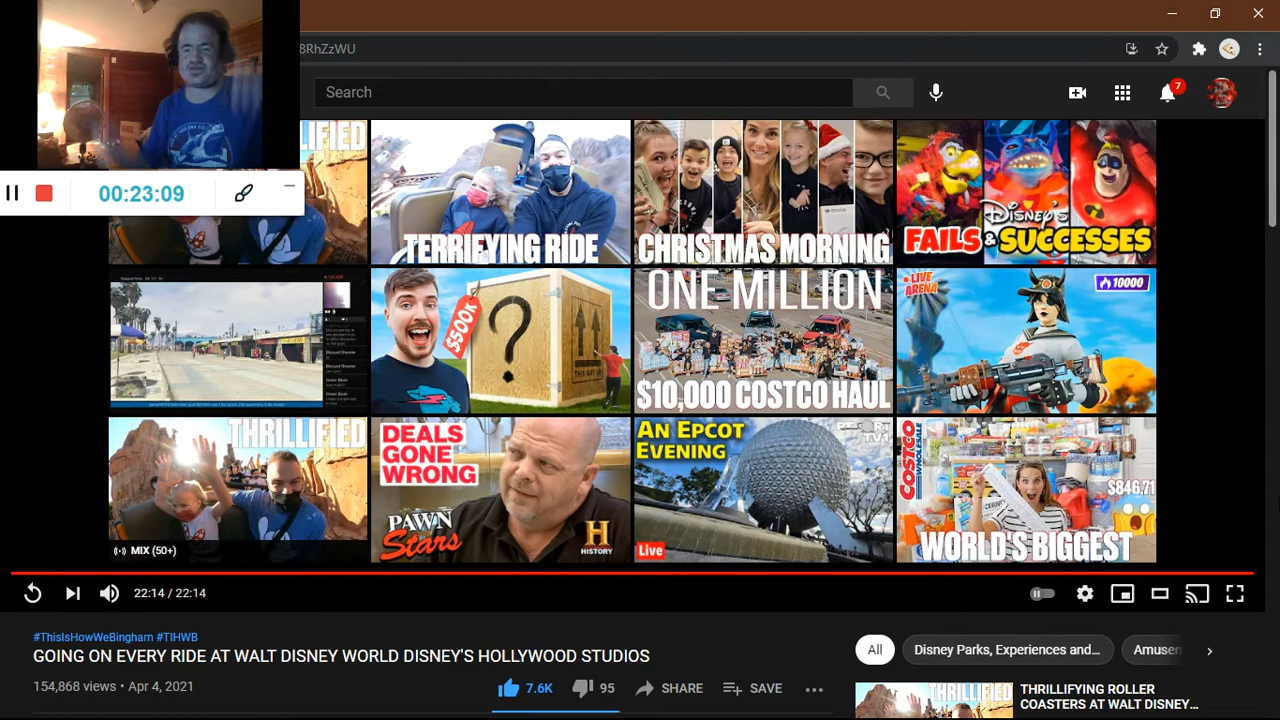 8RhZzWU
Search
7
00:23:09
THRILLIFIED
TERRIFYING RIDE
CHRISTMAS MORNING
DISNEY'S
FAILS & SUCCESSES
ONE MILLION
$10,000 COSTCO HAUL
$500K
LIVE
ARENA
10000
THRILLIFIED
MIX (50+)
DEALS
GONE
WRONG
PAWN
Stars
H
HISTORY
AN EPCOT
EVENING
Live
COSTCO
WHOLESALE
$846.71
WORLD'S BIGGEST
22:14 / 22:14
#ThisIsHowWeBingham #TIHWB
GOING ON EVERY RIDE AT WALT DISNEY WORLD DISNEY'S HOLLYWOOD STUDIOS
154,868 views • Apr 4, 2021
7.6K
95
SHARE
SAVE
All
Disney Parks, Experiences and...
Amusen
THRILLIFIED
THRILLIFYING ROLLER
COASTERS AT WALT DISNEY...